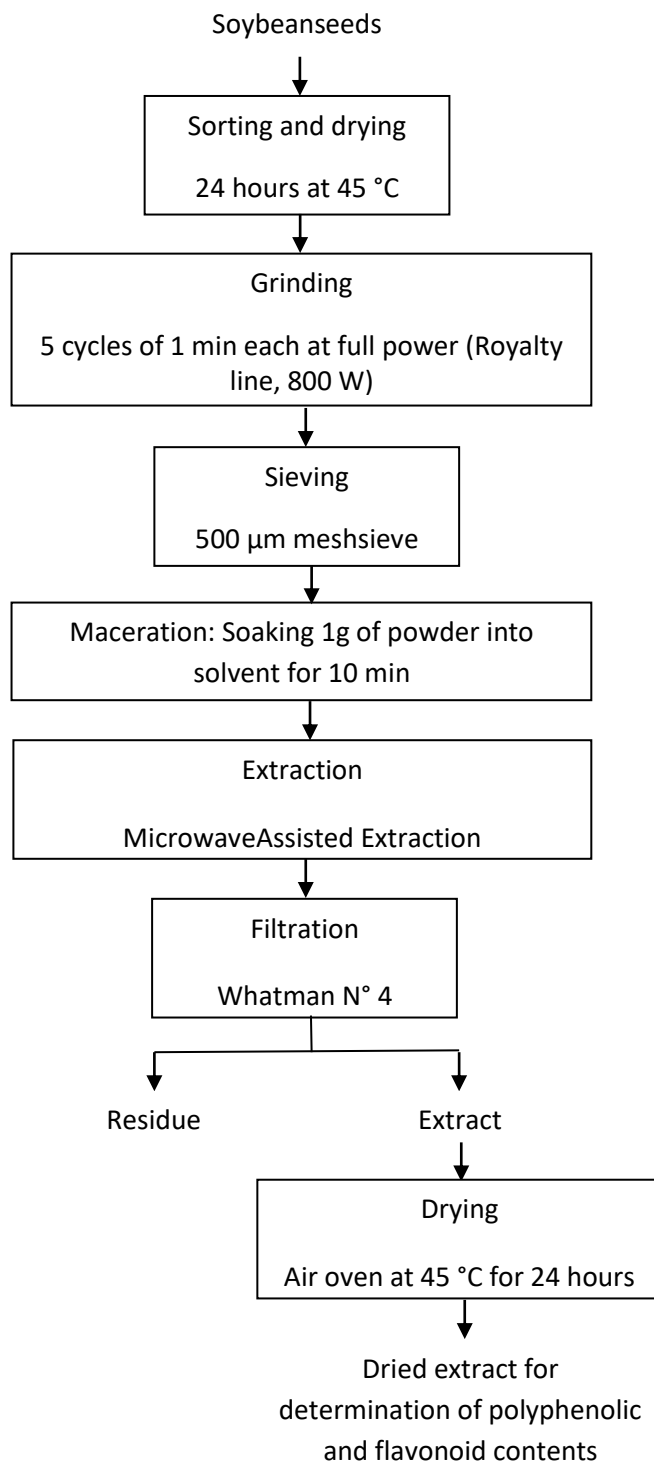 Soybeanseeds
Sorting and drying
24 hours at 45 °C
Grinding
5 cycles of 1 min each at full power (Royalty
line, 800 W)
Sieving
500 µm meshsieve
Maceration: Soaking 1g of powder into
solvent for 10 min
Extraction
MicrowaveAssisted Extraction
Filtration
Whatman N° 4
Residue
Extract
Drying
Air oven at 45 °C for 24 hours
Dried extract for
determination of polyphenolic
and flavonoid contents